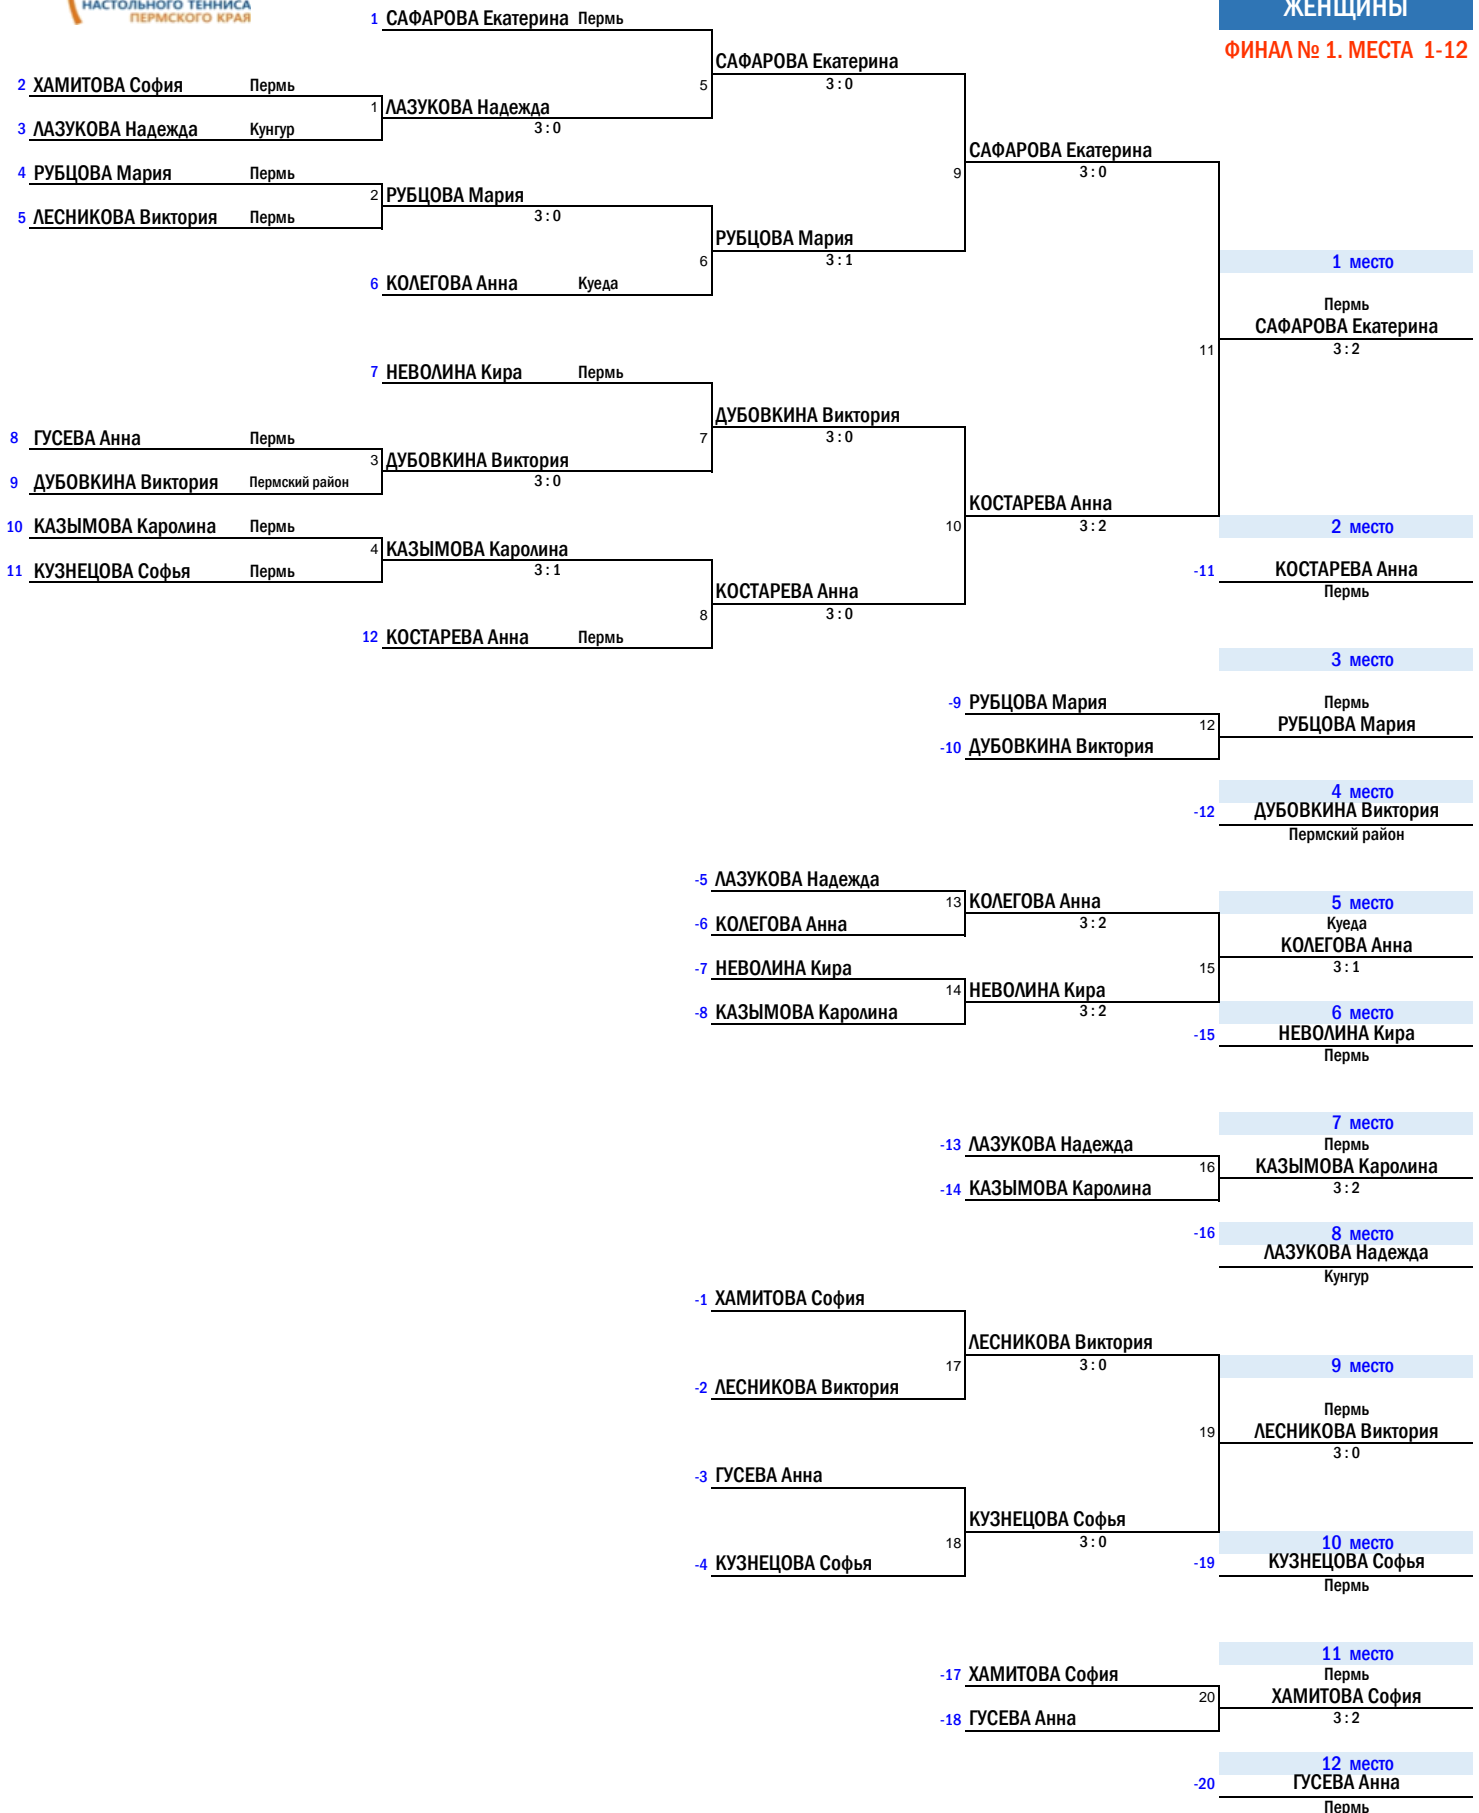 НАСТОЛЬНОГО ТЕННИСА
ПЕРМСКОГО КРАЯ
ЖЕНЩИНЫ
ФИНАЛ № 1. МЕСТА 1-12
1 САФАРОВА Екатерина Пермь
САФАРОВА Екатерина
2 ХАМИТОВА София Пермь
5 3 : 0
1 ЛАЗУКОВА Надежда
3 ЛАЗУКОВА Надежда Кунгур
3 : 0
САФАРОВА Екатерина
4 РУБЦОВА Мария Пермь
9 3 : 0
2 РУБЦОВА Мария
5 ЛЕСНИКОВА Виктория Пермь
3 : 0
РУБЦОВА Мария
6 3 : 1
1 место
6 КОЛЕГОВА Анна Куеда
Пермь
САФАРОВА Екатерина
11 3 : 2
7 НЕВОЛИНА Кира Пермь
ДУБОВКИНА Виктория
8 ГУСЕВА Анна Пермь
7 3 : 0
3 ДУБОВКИНА Виктория
9 ДУБОВКИНА Виктория Пермский район
3 : 0
КОСТАРЕВА Анна
10 КАЗЫМОВА Каролина Пермь
10 3 : 2
2 место
4 КАЗЫМОВА Каролина
11 КУЗНЕЦОВА Софья Пермь
3 : 1
-11 КОСТАРЕВА Анна
Пермь
КОСТАРЕВА Анна
8 3 : 0
12 КОСТАРЕВА Анна Пермь
3 место
-9 РУБЦОВА Мария
Пермь
12 РУБЦОВА Мария
-10 ДУБОВКИНА Виктория
4 место
-12 ДУБОВКИНА Виктория
Пермский район
-5 ЛАЗУКОВА Надежда
13 КОЛЕГОВА Анна
5 место
-6 КОЛЕГОВА Анна
3 : 2
Куеда
КОЛЕГОВА Анна
-7 НЕВОЛИНА Кира
15 3 : 1
14 НЕВОЛИНА Кира
-8 КАЗЫМОВА Каролина
3 : 2
6 место
-15 НЕВОЛИНА Кира
Пермь
7 место
-13 ЛАЗУКОВА Надежда
Пермь
16 КАЗЫМОВА Каролина
-14 КАЗЫМОВА Каролина
3 : 2
-16 8 место
ЛАЗУКОВА Надежда
Кунгур
-1 ХАМИТОВА София
ЛЕСНИКОВА Виктория
17 3 : 0
9 место
-2 ЛЕСНИКОВА Виктория
Пермь
19 ЛЕСНИКОВА Виктория
3 : 0
-3 ГУСЕВА Анна
КУЗНЕЦОВА Софья
18 3 : 0
10 место
-4 КУЗНЕЦОВА Софья
-19 КУЗНЕЦОВА Софья
Пермь
11 место
-17 ХАМИТОВА София
Пермь
20 ХАМИТОВА София
-18 ГУСЕВА Анна
3 : 2
12 место
-20 ГУСЕВА Анна
Пермь